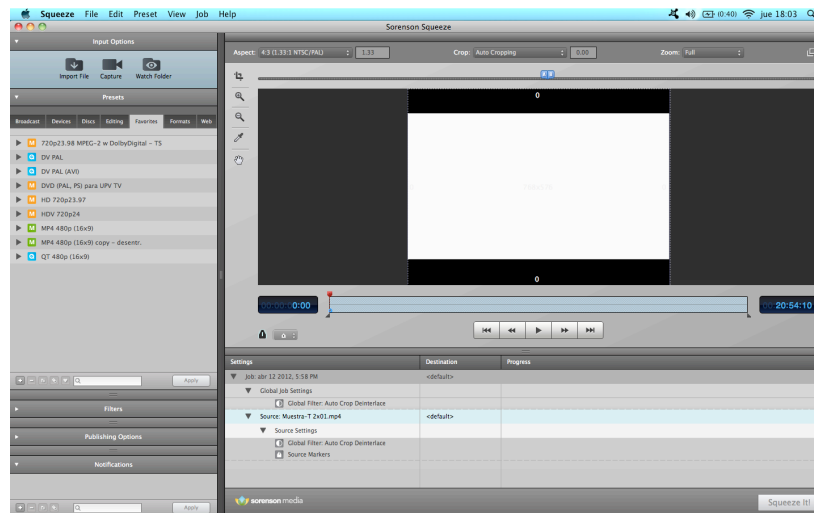 Squeeze File Edit Preset View Job Help (0:40) jue 18:03
Sorenson Squeeze
Input Options
Import File Capture Watch Folder
Presets
Broadcast Devices Discs Editing Favorites Formats Web
720p23.98 MPEG-2 w DolbyDigital - TS
DV PAL
DV PAL (AVI)
DVD (PAL, PS) para UPV TV
HD 720p23.97
HDV 720p24
MP4 480p (16x9)
MP4 480p (16x9) copy - desentr.
QT 480p (16x9)
Apply
Filters
Publishing Options
Notifications
Apply
Aspect: 4:3 (1.33:1 NTSC/PAL) 1.33 Crop: Auto Cropping 0.00 Zoom: Full
0
0
0:00
20:54:10
Settings Destination Progress
Job: abr 12 2012, 5:58 PM <default>
Global Job Settings
Global Filter: Auto Crop Deinterlace
Source: Muestra-T 2x01.mp4 <default>
Source Settings
Global Filter: Auto Crop Deinterlace
Source Markers
sorenson media
Squeeze It!